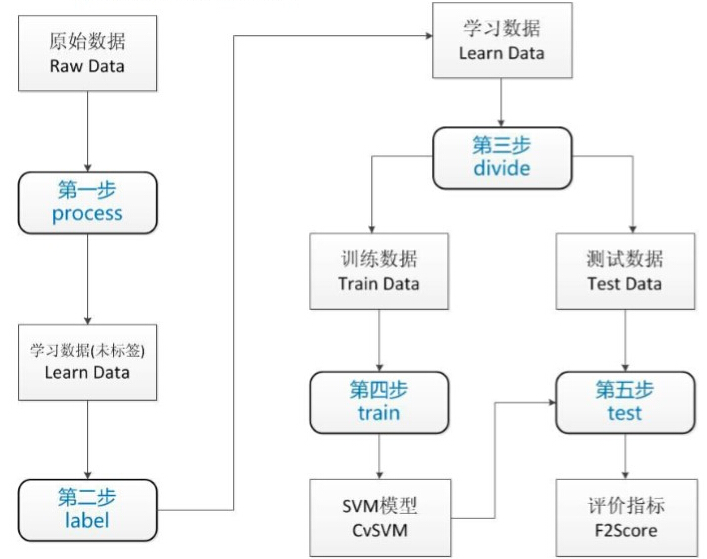 原始数据
Raw Data
第一步
process
学习数据(未标签)
Learn Data
第二步
label
学习数据
Learn Data
第三步
divide
训练数据
Train Data
测试数据
Test Data
第四步
train
第五步
test
SVM模型
CvSVM
评价指标
F2Score